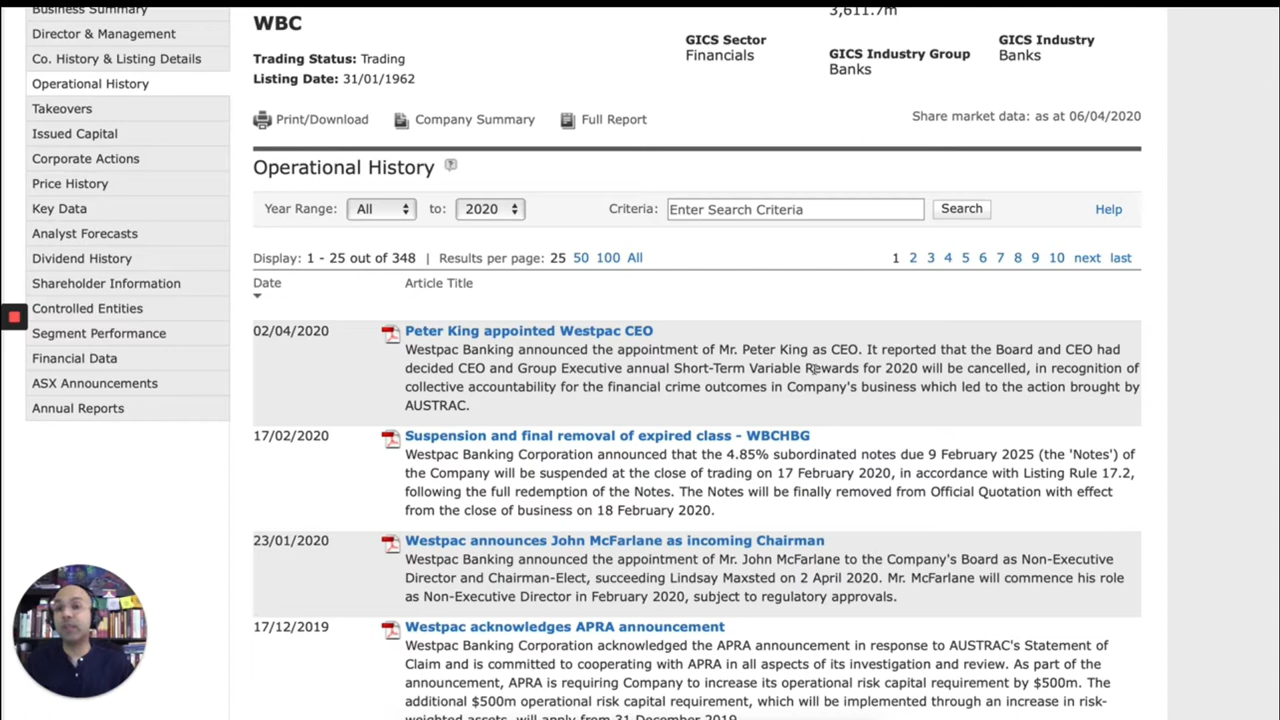 Business Summary
Director & Management
Co. History & Listing Details
Operational History
Takeovers
Issued Capital
Corporate Actions
Price History
Key Data
Analyst Forecasts
Dividend History
Shareholder Information
Controlled Entities
Segment Performance
Financial Data
ASX Announcements
Annual Reports
WBC
3,611.7m
Trading Status: Trading
Listing Date: 31/01/1962
GICS Sector
Financials
GICS Industry Group
Banks
GICS Industry
Banks
Print/Download
Company Summary
Full Report
Share market data: as at 06/04/2020
Operational History ?
Year Range: All to: 2020 Criteria: Enter Search Criteria Search Help
Display: 1 - 25 out of 348 | Results per page: 25 50 100 All 1 2 3 4 5 6 7 8 9 10 next last
Date Article Title
02/04/2020 Peter King appointed Westpac CEO
Westpac Banking announced the appointment of Mr. Peter King as CEO. It reported that the Board and CEO had
decided CEO and Group Executive annual Short-Term Variable Rewards for 2020 will be cancelled, in recognition of
collective accountability for the financial crime outcomes in Company's business which led to the action brought by
AUSTRAC.
17/02/2020 Suspension and final removal of expired class - WBCHBG
Westpac Banking Corporation announced that the 4.85% subordinated notes due 9 February 2025 (the 'Notes') of
the Company will be suspended at the close of trading on 17 February 2020, in accordance with Listing Rule 17.2,
following the full redemption of the Notes. The Notes will be finally removed from Official Quotation with effect
from the close of business on 18 February 2020.
23/01/2020 Westpac announces John McFarlane as incoming Chairman
Westpac Banking announced the appointment of Mr. John McFarlane to the Company's Board as Non-Executive
Director and Chairman-Elect, succeeding Lindsay Maxsted on 2 April 2020. Mr. McFarlane will commence his role
as Non-Executive Director in February 2020, subject to regulatory approvals.
17/12/2019 Westpac acknowledges APRA announcement
Westpac Banking Corporation acknowledged the APRA announcement in response to AUSTRAC's Statement of
Claim and is committed to cooperating with APRA in all aspects of its investigation and review. As part of the
announcement, APRA is requiring Company to increase its operational risk capital requirement by $500m. The
additional $500m operational risk capital requirement, which will be implemented through an increase in risk-
weighted assets, will apply from 31 December 2019.